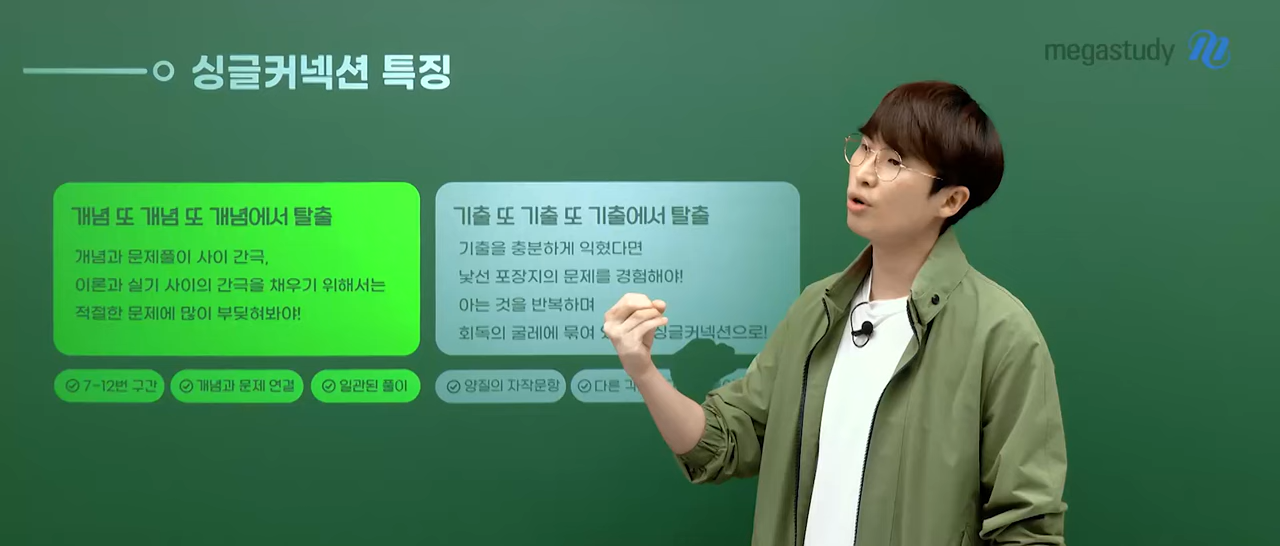 싱글커넥션 특징
megastudy
개념 또 개념 또 개념에서 탈출
개념과 문제풀이 사이 간극,
이론과 실기 사이의 간극을 채우기 위해서는
적절한 문제에 많이 부딪혀봐야!
7-12번 구간
개념과 문제 연결
일관된 풀이
기출 또 기출 또 기출에서 탈출
기출을 충분하게 익혔다면
낯선 포장지의 문제를 경험해야!
아는 것을 반복하며
회독의 굴레에 묶여 싱글커넥션으로!
양질의 자작문항
다른